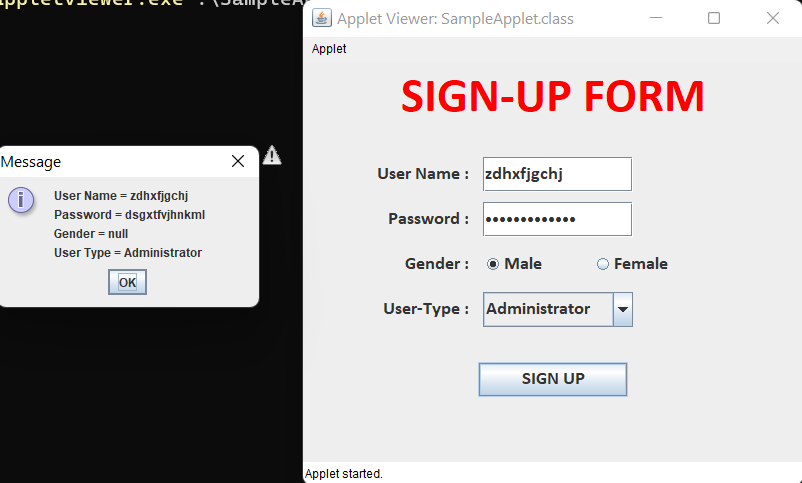 appletviewer.exe .\SampleA
Applet Viewer: SampleApplet.class
Applet
SIGN-UP FORM
User Name : zdhxfjgchj
Password : •••••••••••••
Gender : Male Female
User-Type : Administrator
SIGN UP
Applet started.
Message
User Name = zdhxfjgchj
Password = dsgxtfvjhnkml
Gender = null
User Type = Administrator
OK